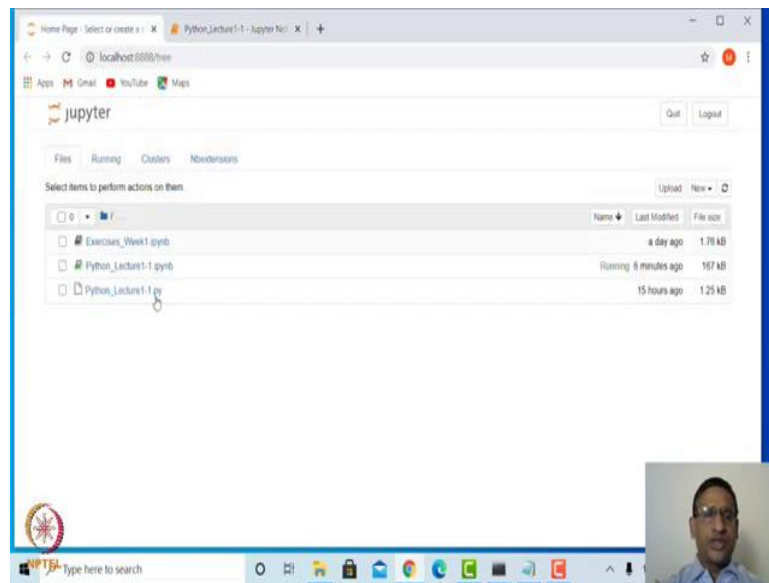 Home Page - Select or create a
Python_Lecture1-1 - Jupyter Not
localhost:8888/tree
Apps Gmail YouTube Maps
jupyter
Quit Logout
Files Running Clusters Nbextensions
Select items to perform actions on them.
Upload New
0 /
Name Last Modified File size
Exercises_Week1.ipynb a day ago 1.78 kB
Python_Lecture1-1.ipynb Running 6 minutes ago 167 kB
Python_Lecture1-1.py 15 hours ago 1.25 kB
NPTEL
Type here to search